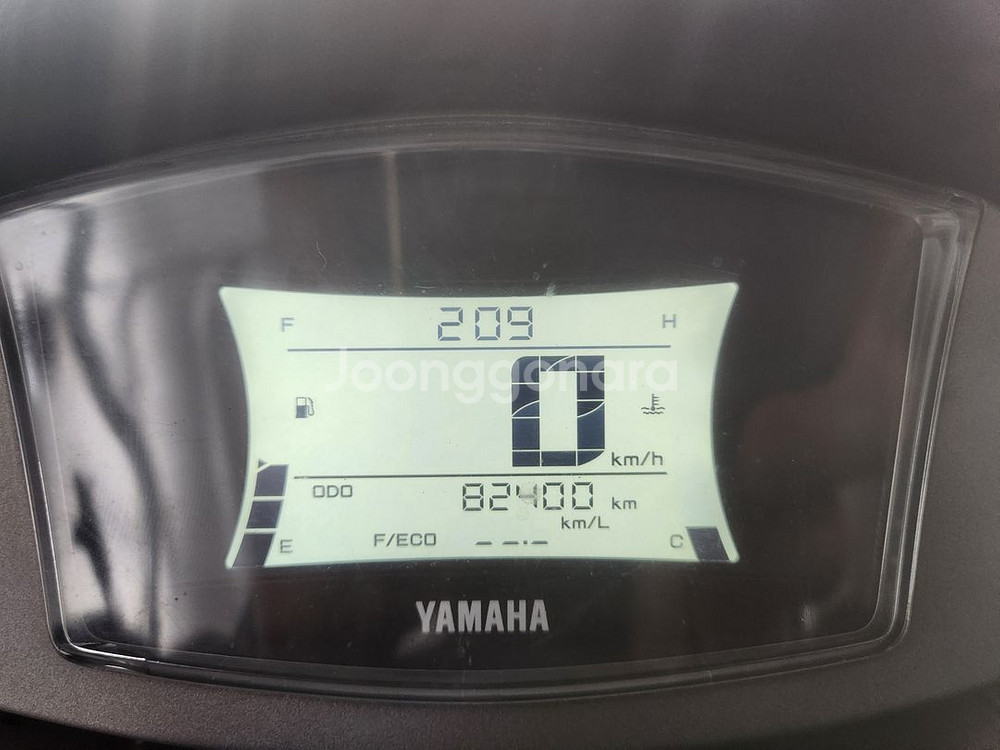 F 209 H
Joonggonara
0 km/h
ODO 82400 km
km/L
E F/ECO --.- C
YAMAHA